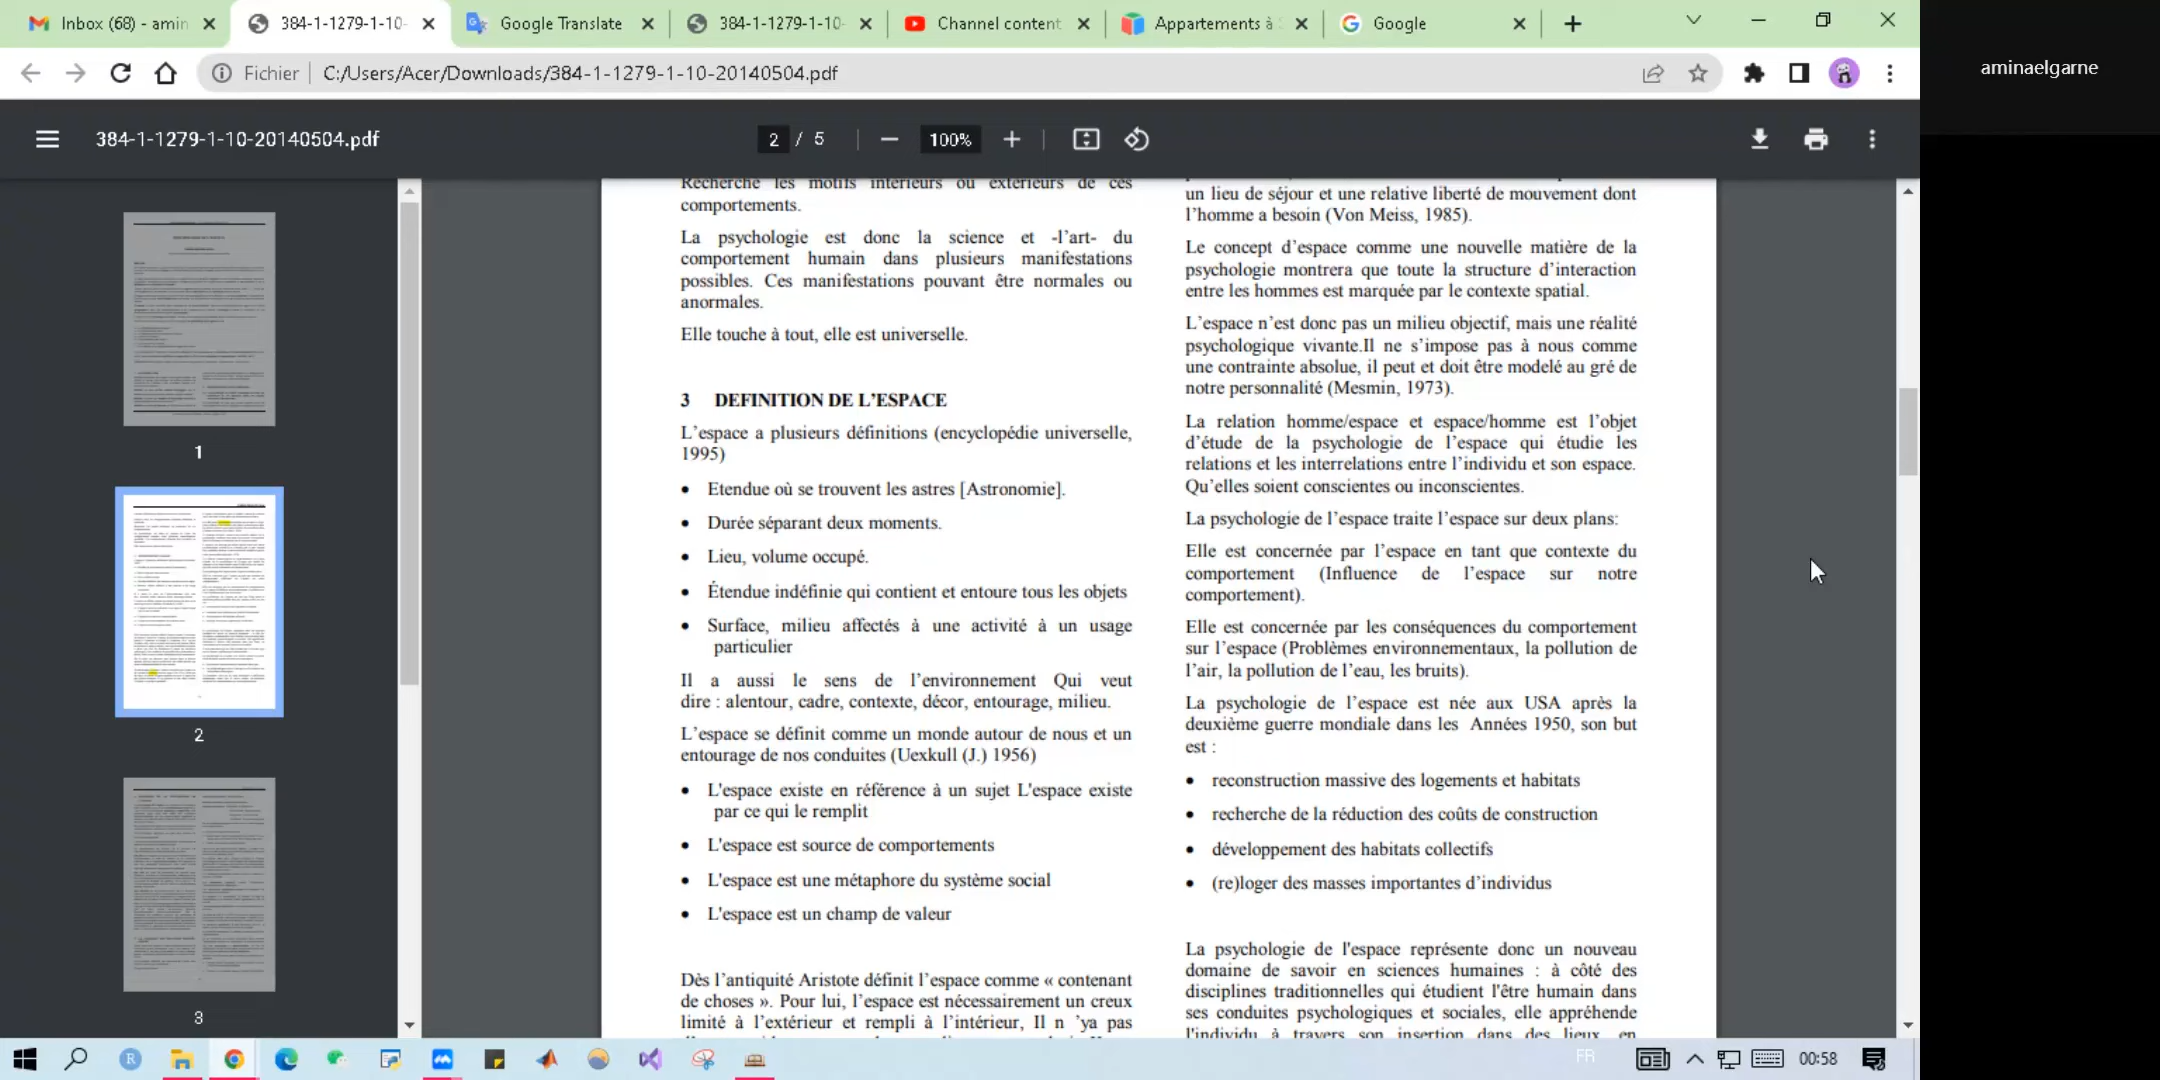 Inbox (68) - amin
384-1-1279-1-10-
Google Translate
384-1-1279-1-10-
Channel content
Appartements à
Google
Fichier
C:/Users/Acer/Downloads/384-1-1279-1-10-20140504.pdf
aminaelgarne
384-1-1279-1-10-20140504.pdf
2 / 5
100%
1
2
3
Recherche les motifs intérieurs ou extérieurs de ces
comportements.
La psychologie est donc la science et -l’art- du
comportement humain dans plusieurs manifestations
possibles. Ces manifestations pouvant être normales ou
anormales.
Elle touche à tout, elle est universelle.
3 DEFINITION DE L’ESPACE
L’espace a plusieurs définitions (encyclopédie universelle,
1995)
• Etendue où se trouvent les astres [Astronomie].
• Durée séparant deux moments.
• Lieu, volume occupé.
• Étendue indéfinie qui contient et entoure tous les objets
• Surface, milieu affectés à une activité à un usage
particulier
Il a aussi le sens de l’environnement Qui veut
dire : alentour, cadre, contexte, décor, entourage, milieu.
L’espace se définit comme un monde autour de nous et un
entourage de nos conduites (Uexkull (J.) 1956)
• L'espace existe en référence à un sujet L'espace existe
par ce qui le remplit
• L'espace est source de comportements
• L'espace est une métaphore du système social
• L'espace est un champ de valeur
Dès l’antiquité Aristote définit l’espace comme « contenant
de choses ». Pour lui, l’espace est nécessairement un creux
limité à l’extérieur et rempli à l’intérieur, Il n ’ya pas
un lieu de séjour et une relative liberté de mouvement dont
l’homme a besoin (Von Meiss, 1985).
Le concept d’espace comme une nouvelle matière de la
psychologie montrera que toute la structure d’interaction
entre les hommes est marquée par le contexte spatial.
L’espace n’est donc pas un milieu objectif, mais une réalité
psychologique vivante.Il ne s’impose pas à nous comme
une contrainte absolue, il peut et doit être modelé au gré de
notre personnalité (Mesmin, 1973).
La relation homme/espace et espace/homme est l’objet
d’étude de la psychologie de l’espace qui étudie les
relations et les interrelations entre l’individu et son espace.
Qu’elles soient conscientes ou inconscientes.
La psychologie de l’espace traite l’espace sur deux plans:
Elle est concernée par l’espace en tant que contexte du
comportement (Influence de l’espace sur notre
comportement).
Elle est concernée par les conséquences du comportement
sur l’espace (Problèmes environnementaux, la pollution de
l’air, la pollution de l’eau, les bruits).
La psychologie de l’espace est née aux USA après la
deuxième guerre mondiale dans les Années 1950, son but
est :
• reconstruction massive des logements et habitats
• recherche de la réduction des coûts de construction
• développement des habitats collectifs
• (re)loger des masses importantes d’individus
La psychologie de l'espace représente donc un nouveau
domaine de savoir en sciences humaines : à côté des
disciplines traditionnelles qui étudient l'être humain dans
ses conduites psychologiques et sociales, elle appréhende
l'individu à travers son insertion dans des lieux, en
FR
00:58